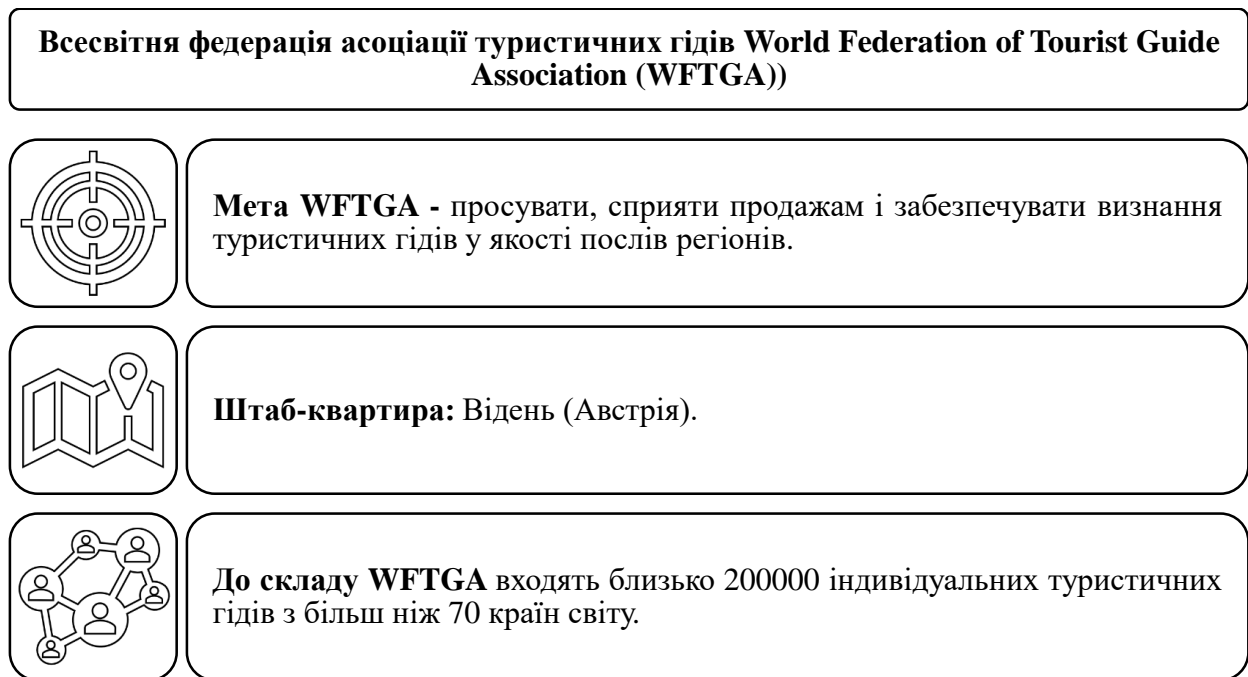 Всесвітня федерація асоціації туристичних гідів World Federation of Tourist Guide
Association (WFTGA))
Мета WFTGA - просувати, сприяти продажам і забезпечувати визнання
туристичних гідів у якості послів регіонів.
Штаб-квартира: Відень (Австрія).
До складу WFTGA входять близько 200000 індивідуальних туристичних
гідів з більш ніж 70 країн світу.